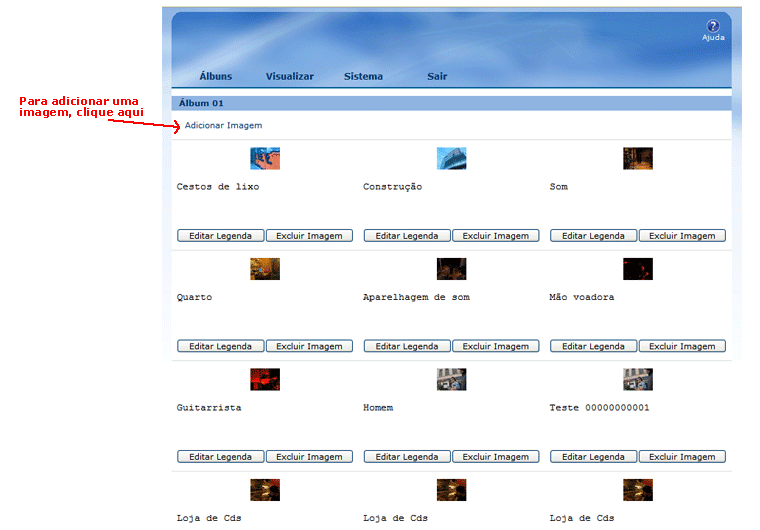 Ajuda
Álbuns Visualizar Sistema Sair
Para adicionar uma
imagem, clique aqui
Álbum 01
Adicionar Imagem
Cestos de lixo Construção Som
Editar Legenda Excluir Imagem Editar Legenda Excluir Imagem Editar Legenda Excluir Imagem
Quarto Aparelhagem de som Mão voadora
Editar Legenda Excluir Imagem Editar Legenda Excluir Imagem Editar Legenda Excluir Imagem
Guitarrista Homem Teste 00000000001
Editar Legenda Excluir Imagem Editar Legenda Excluir Imagem Editar Legenda Excluir Imagem
Loja de Cds Loja de Cds Loja de Cds